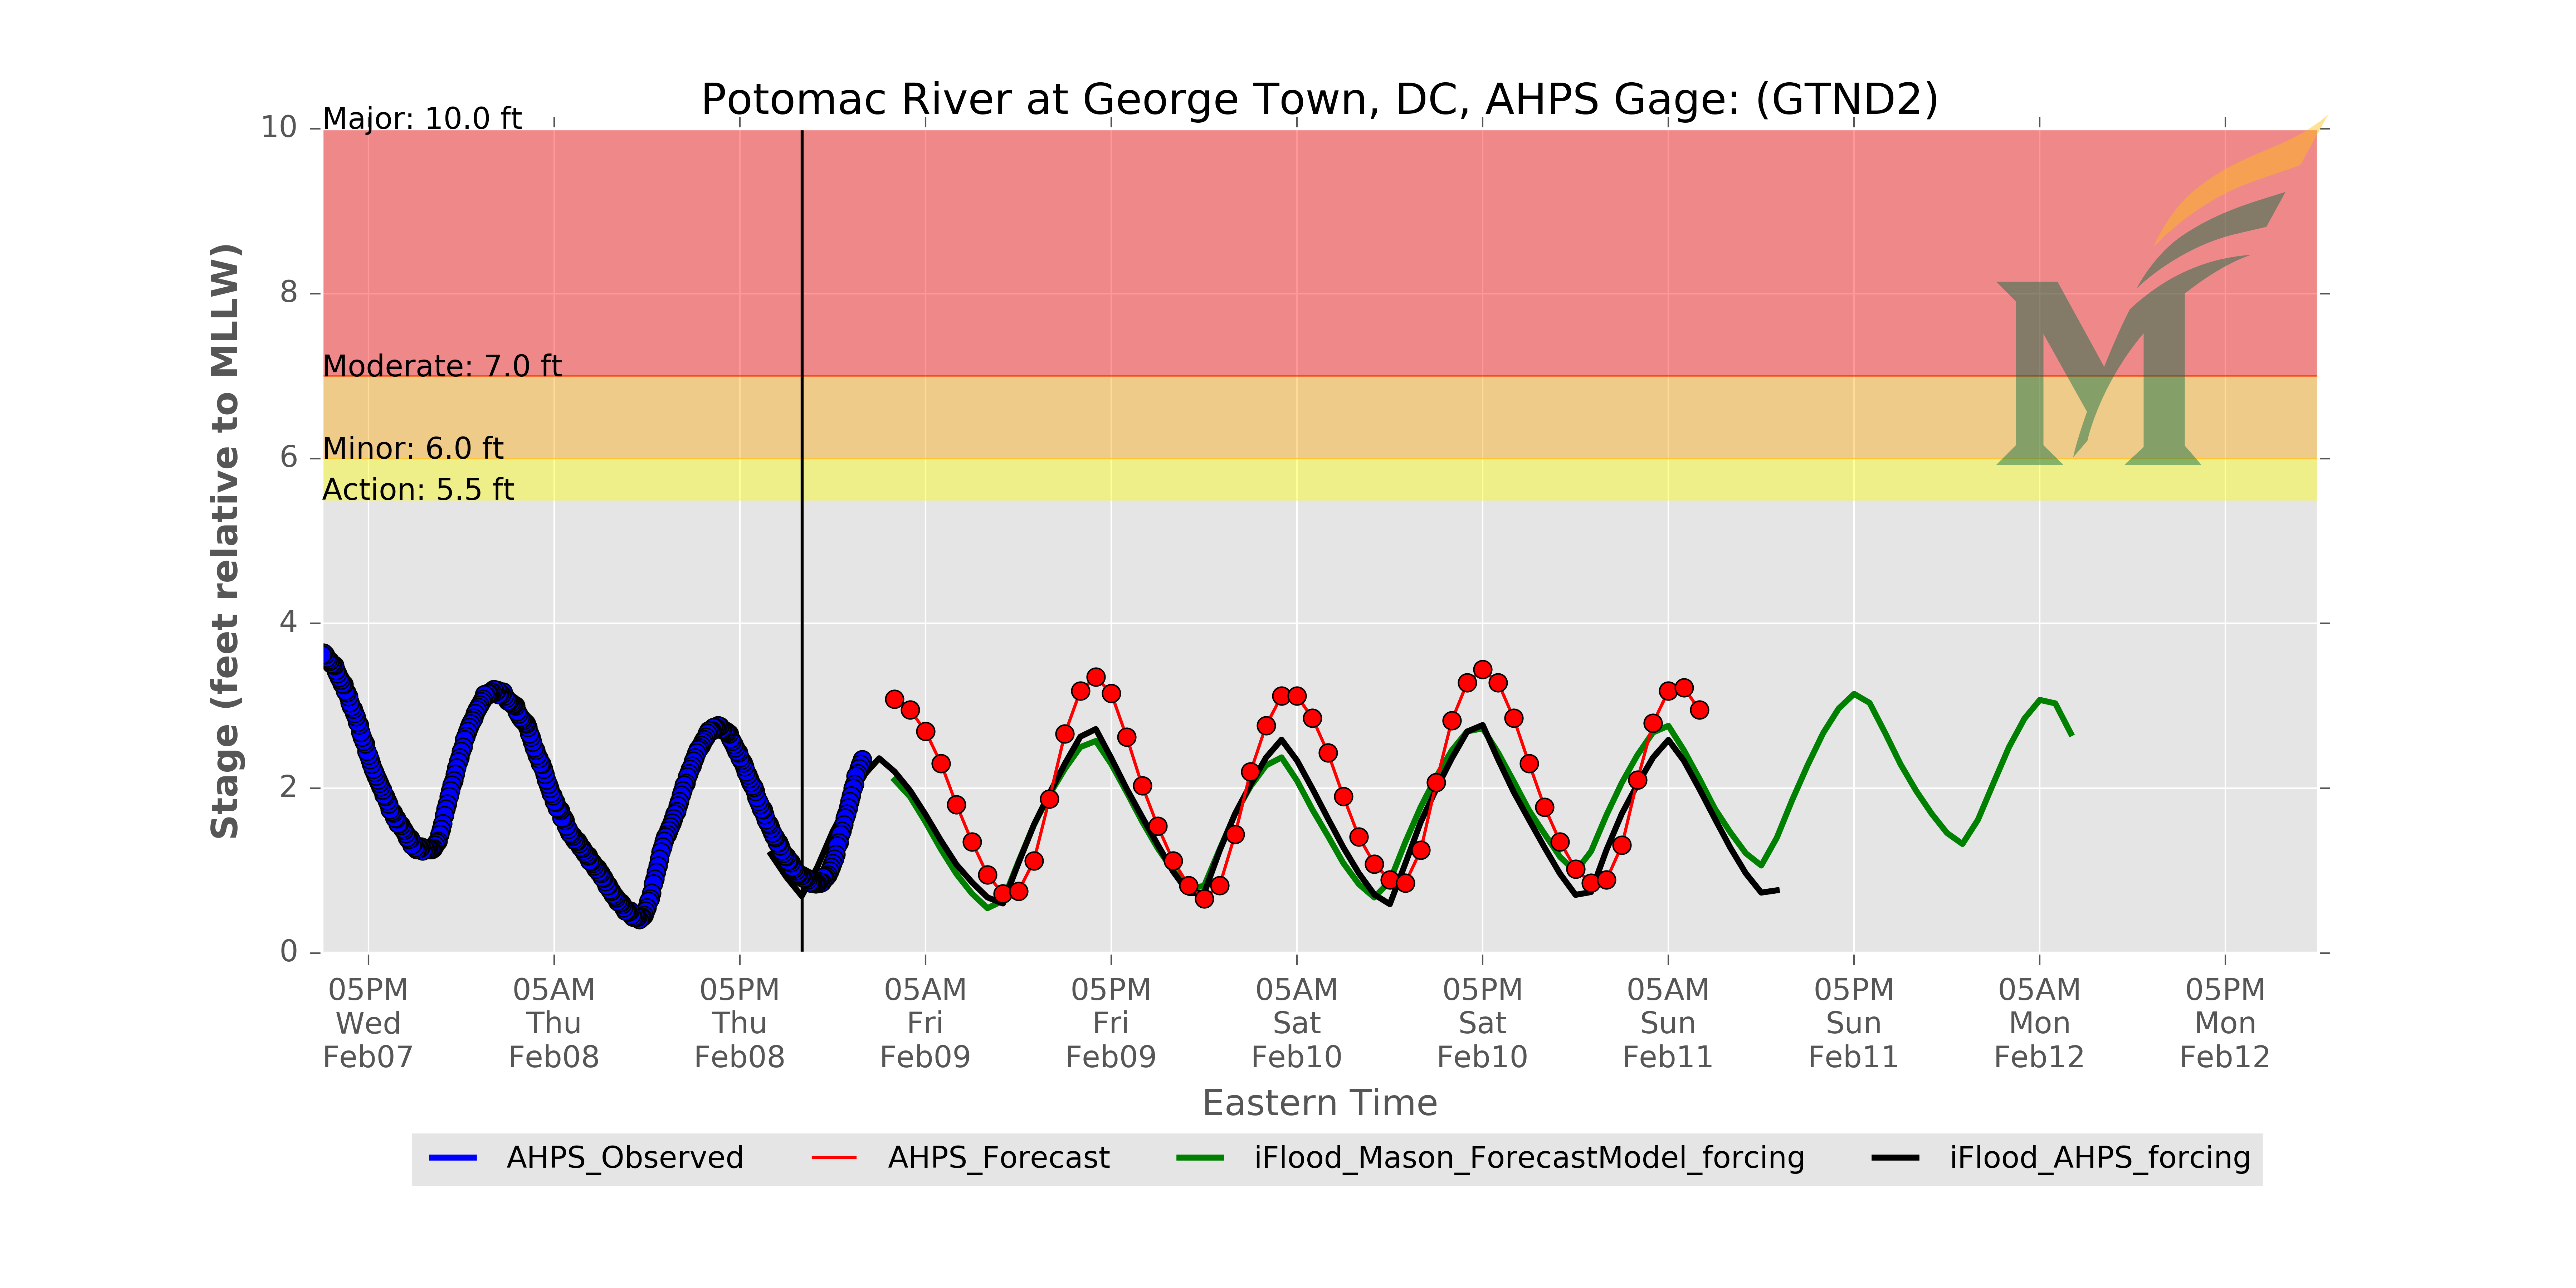 Potomac River at George Town, DC, AHPS Gage: (GTND2)
Major: 10.0 ft
Moderate: 7.0 ft
Minor: 6.0 ft
Action: 5.5 ft
10
8
6
4
2
0
Stage (feet relative to MLLW)
M
05PM 05AM 05PM 05AM 05PM 05AM 05PM 05AM 05PM 05AM 05PM
Wed Thu Thu Fri Fri Sat Sat Sun Sun Mon Mon
Feb07 Feb08 Feb08 Feb09 Feb09 Feb10 Feb10 Feb11 Feb11 Feb12 Feb12
Eastern Time
AHPS_Observed AHPS_Forecast iFlood_Mason_ForecastModel_forcing iFlood_AHPS_forcing